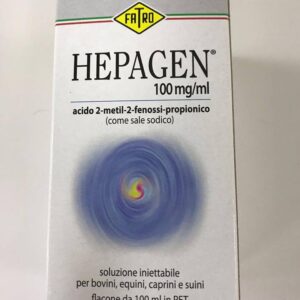 FATRO
HEPAGEN®
100 mg/ml
acido 2-metil-2-fenossi-propionico
(come sale sodico)
soluzione iniettabile
per bovini, equini, caprini e suini
flacone da 100 ml in PET